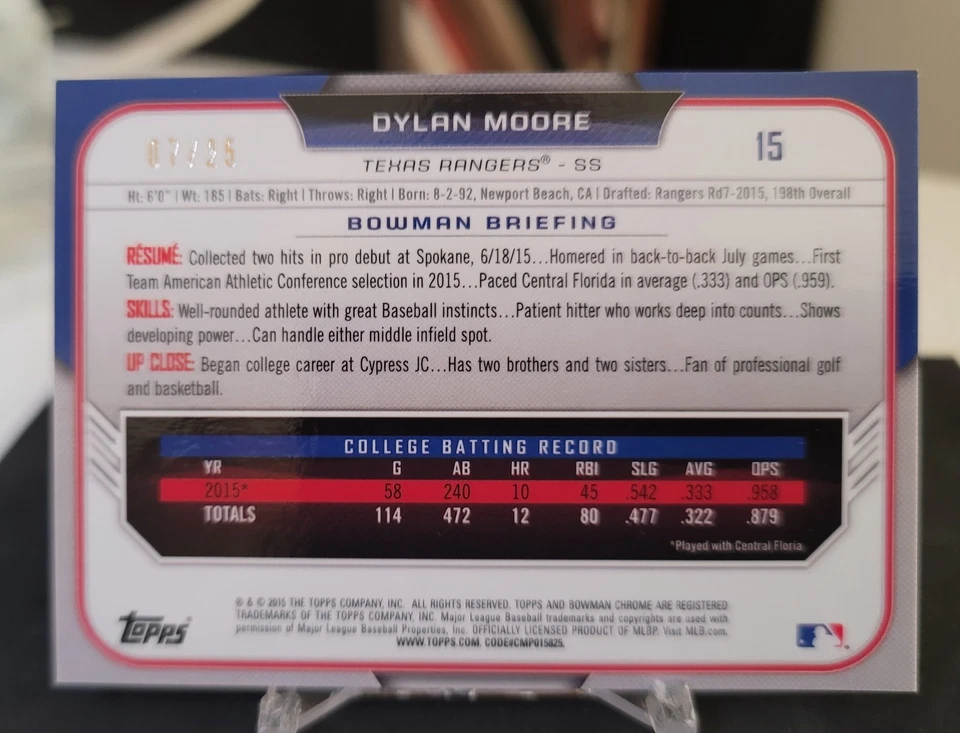 DYLAN MOORE
07/25
15
TEXAS RANGERS® - SS
Ht: 6'0" | Wt: 185 | Bats: Right | Throws: Right | Born: 8-2-92, Newport Beach, CA | Drafted: Rangers Rd7-2015, 198th Overall
BOWMAN BRIEFING
RÉSUMÉ: Collected two hits in pro debut at Spokane, 6/18/15...Homered in back-to-back July games...First
Team American Athletic Conference selection in 2015...Paced Central Florida in average (.333) and OPS (.959).
SKILLS: Well-rounded athlete with great Baseball instincts...Patient hitter who works deep into counts...Shows
developing power...Can handle either middle infield spot.
UP CLOSE: Began college career at Cypress JC...Has two brothers and two sisters...Fan of professional golf
and basketball.
COLLEGE BATTING RECORD
YR G AB HR RBI SLG AVG OPS
2015* 58 240 10 45 .542 .333 .958
TOTALS 114 472 12 80 .477 .322 .879
*Played with Central Floria
® & © 2015 THE TOPPS COMPANY, INC. ALL RIGHTS RESERVED. TOPPS AND BOWMAN CHROME ARE REGISTERED
TRADEMARKS OF THE TOPPS COMPANY, INC. Major League Baseball trademarks and copyrights are used with
permission of Major League Baseball Properties, Inc. OFFICIALLY LICENSED PRODUCT OF MLBP. Visit MLB.com.
WWW.TOPPS.COM. CODE#CMP015825.
TOPPS